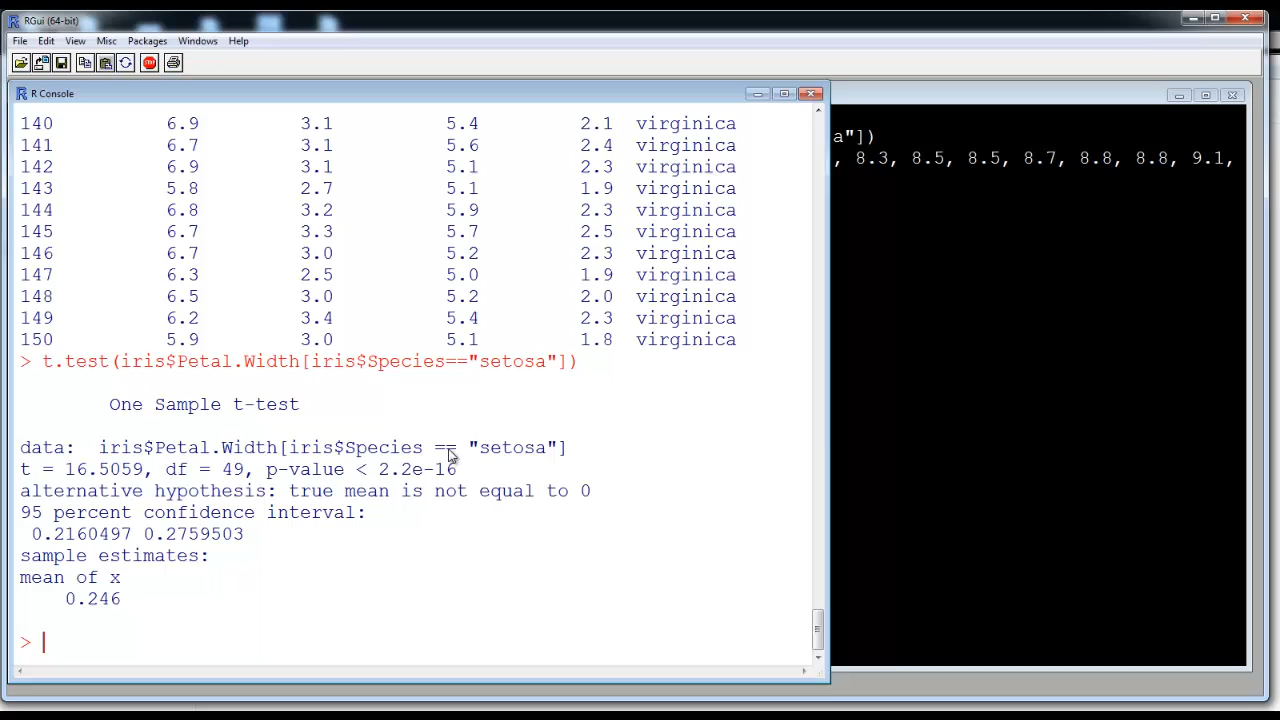 RGui (64-bit)
File Edit View Misc Packages Windows Help
STOP
R Console
140 6.9 3.1 5.4 2.1 virginica
141 6.7 3.1 5.6 2.4 virginica
142 6.9 3.1 5.1 2.3 virginica
143 5.8 2.7 5.1 1.9 virginica
144 6.8 3.2 5.9 2.3 virginica
145 6.7 3.3 5.7 2.5 virginica
146 6.7 3.0 5.2 2.3 virginica
147 6.3 2.5 5.0 1.9 virginica
148 6.5 3.0 5.2 2.0 virginica
149 6.2 3.4 5.4 2.3 virginica
150 5.9 3.0 5.1 1.8 virginica
> t.test(iris$Petal.Width[iris$Species=="setosa"])
One Sample t-test
data: iris$Petal.Width[iris$Species == "setosa"]
t = 16.5059, df = 49, p-value < 2.2e-16
alternative hypothesis: true mean is not equal to 0
95 percent confidence interval:
0.2160497 0.2759503
sample estimates:
mean of x
0.246
>
a"])
, 8.3, 8.5, 8.5, 8.7, 8.8, 8.8, 9.1,